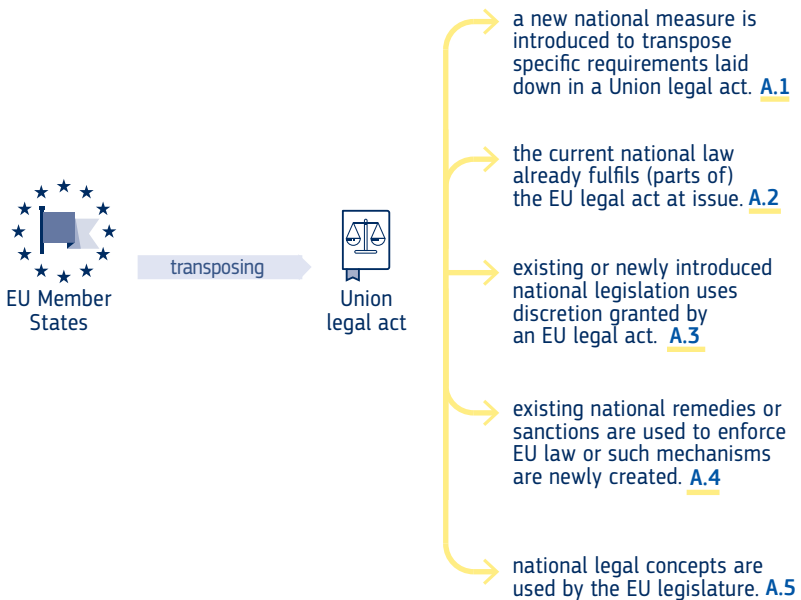 EU Member
States
transposing
Union
legal act
a new national measure is
introduced to transpose
specific requirements laid
down in a Union legal act. A.1
the current national law
already fulfils (parts of)
the EU legal act at issue. A.2
existing or newly introduced
national legislation uses
discretion granted by
an EU legal act. A.3
existing national remedies or
sanctions are used to enforce
EU law or such mechanisms
are newly created. A.4
national legal concepts are
used by the EU legislature. A.5